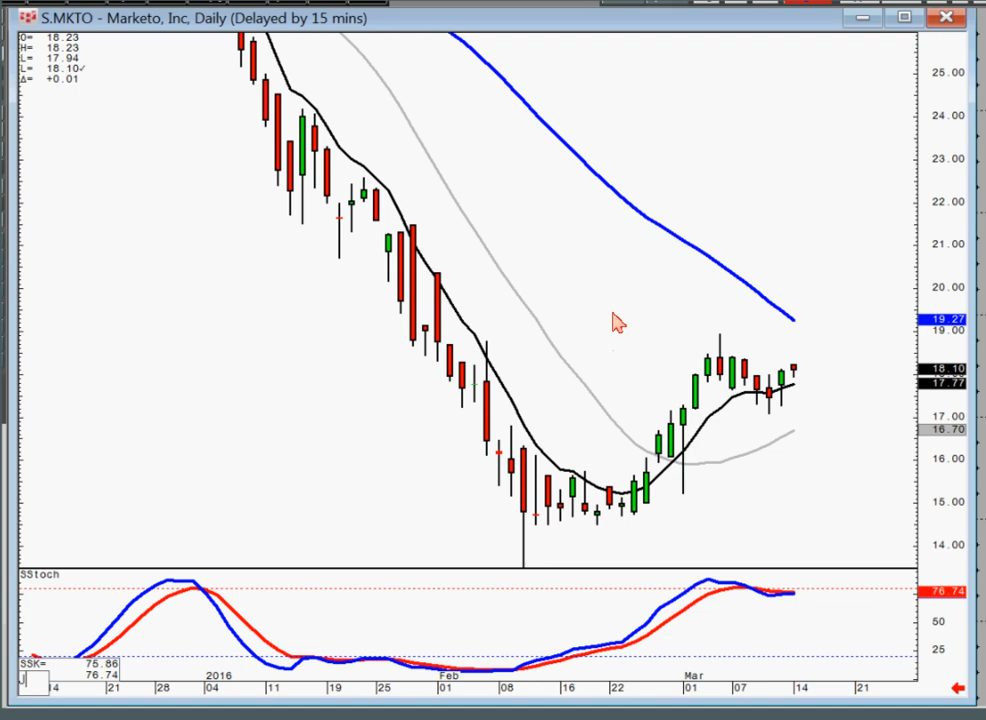 S.MKTO - Marketo, Inc, Daily (Delayed by 15 mins)
O= 18.23
H= 18.23
L= 17.94
L= 18.10✓
Δ= +0.01
25.00
24.00
23.00
22.00
21.00
20.00
19.27
19.00
18.10
17.77
17.00
16.70
16.00
15.00
14.00
SStoch
76.74
50
25
SSK= 75.86
76.74
2016 Feb Mar
14 21 28 04 11 19 25 01 08 16 22 01 07 14 21